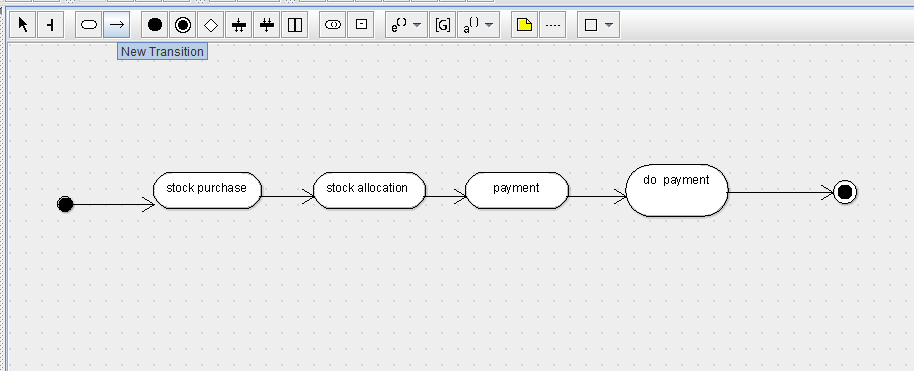 e() [G] a()
New Transition
stock purchase
stock allocation
payment
do payment